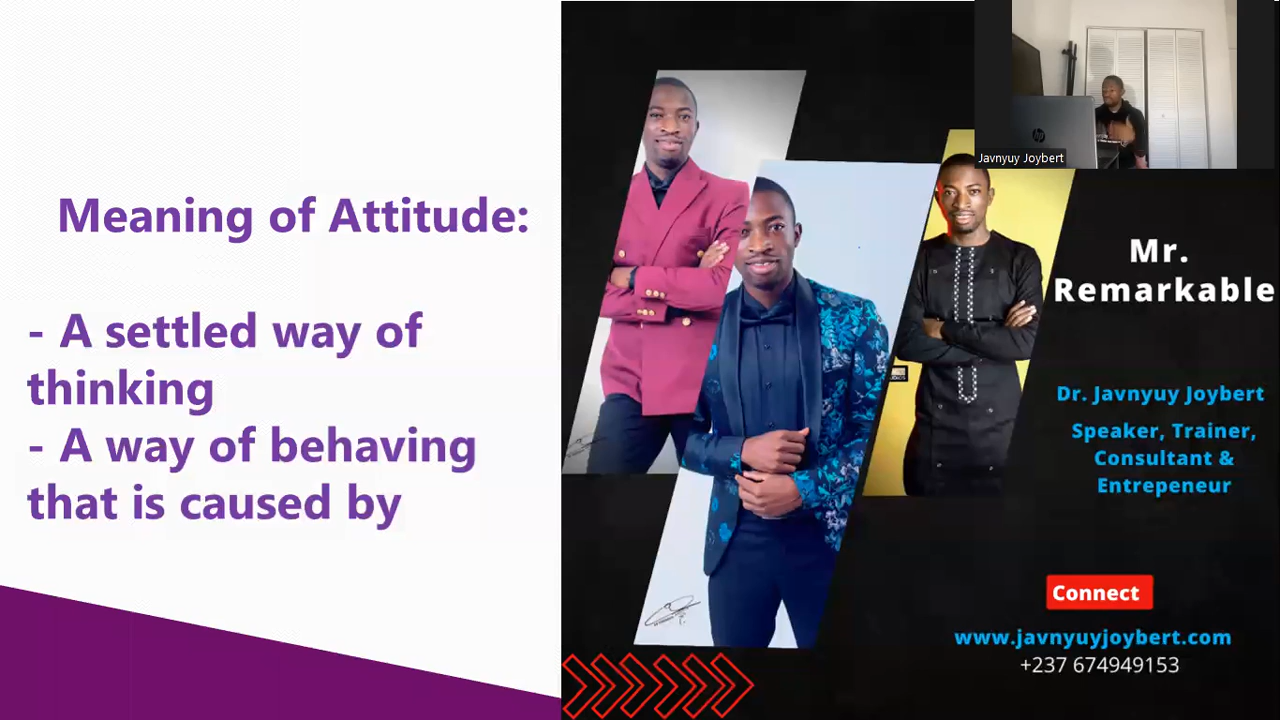 Meaning of Attitude:
- A settled way of
thinking
- A way of behaving
that is caused by
Javnyuy Joybert
Mr.
Remarkable
Dr. Javnyuy Joybert
Speaker, Trainer,
Consultant &
Entrepeneur
Connect
www.javnyuyjoybert.com
+237 674949153
hp